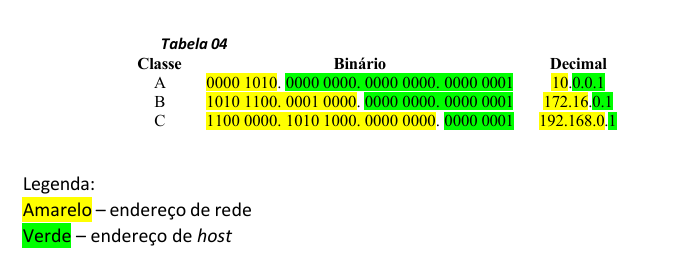 Tabela 04
Classe Binário Decimal
A 0000 1010. 0000 0000. 0000 0000. 0000 0001 10.0.0.1
B 1010 1100. 0001 0000. 0000 0000. 0000 0001 172.16.0.1
C 1100 0000. 1010 1000. 0000 0000. 0000 0001 192.168.0.1
Legenda:
Amarelo – endereço de rede
Verde – endereço de host